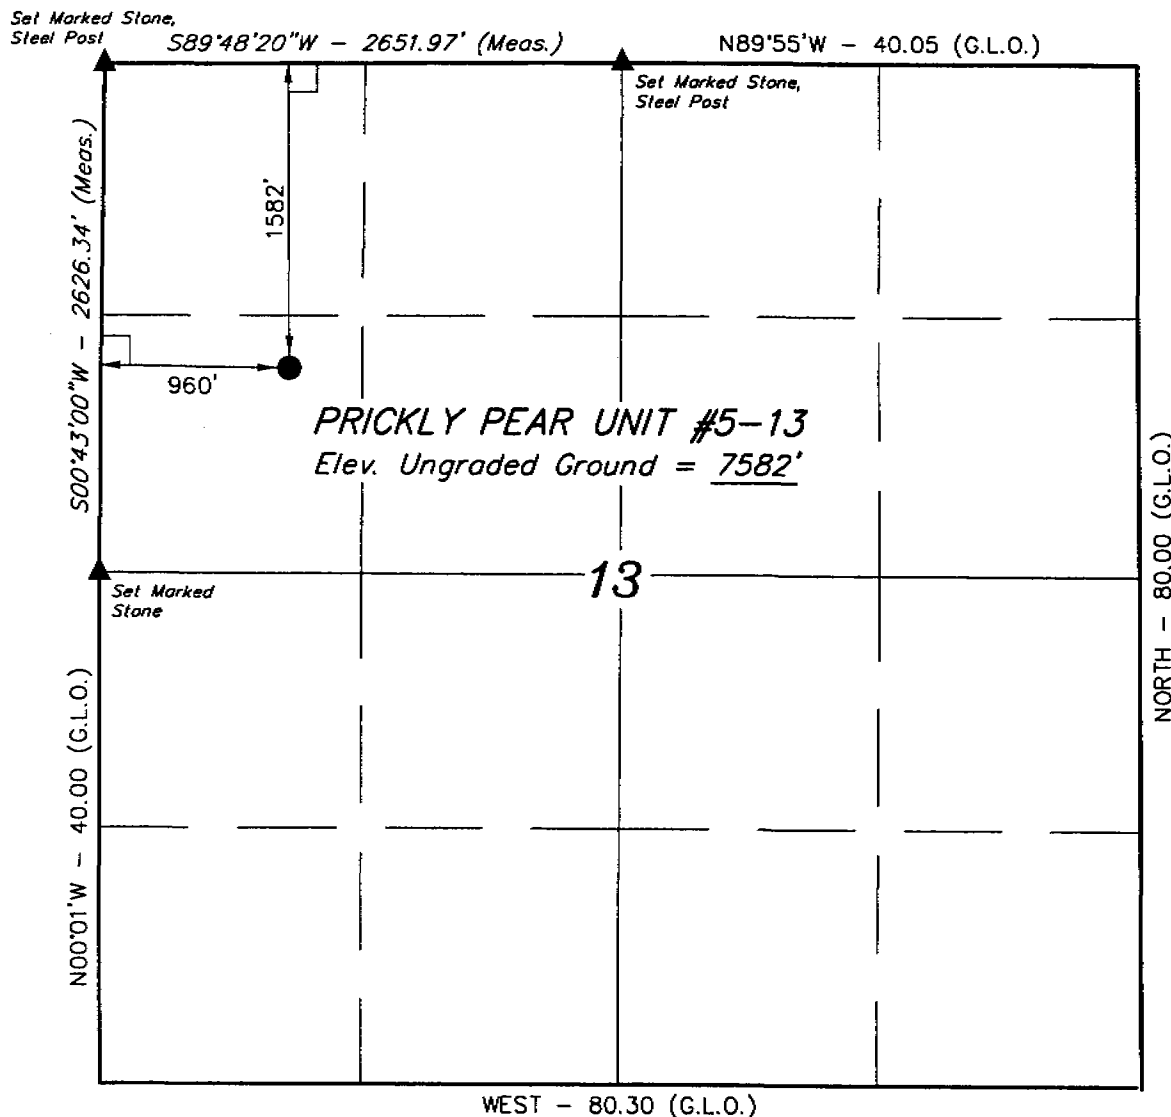 Set Marked Stone,
Steel Post
S89°48'20"W - 2651.97' (Meas.)
N89°55'W - 40.05 (G.L.O.)
Set Marked Stone,
Steel Post
S00°43'00"W - 2626.34' (Meas.)
1582'
960'
PRICKLY PEAR UNIT #5-13
Elev. Ungraded Ground = 7582'
13
Set Marked
Stone
N00°01'W - 40.00 (G.L.O.)
NORTH - 80.00 (G.L.O.)
WEST - 80.30 (G.L.O.)